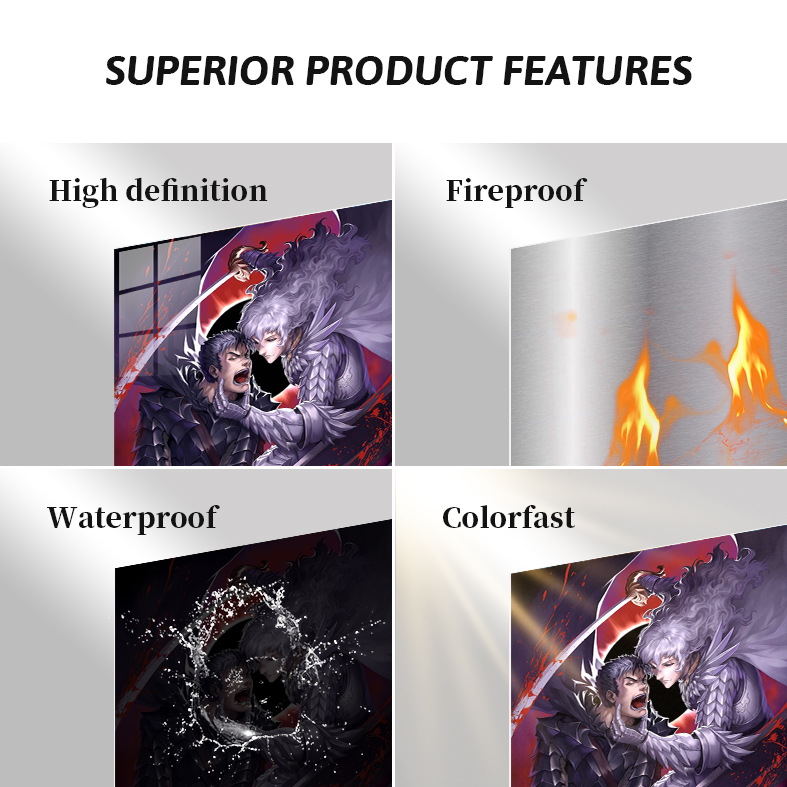 SUPERIOR PRODUCT FEATURES
High definition
Fireproof
Waterproof
Colorfast